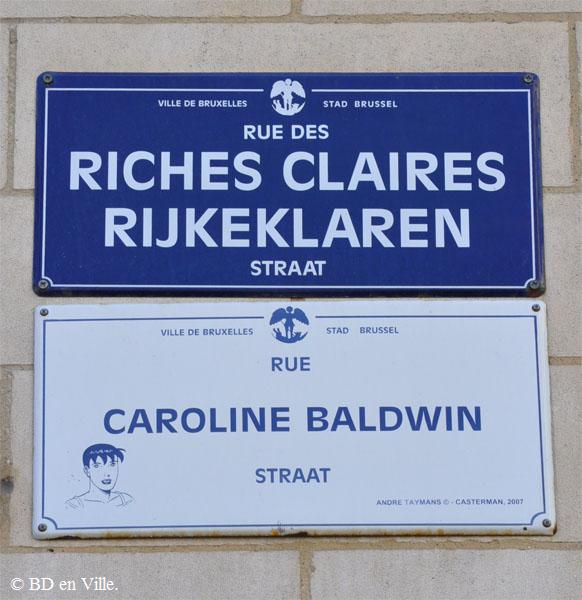 VILLE DE BRUXELLES STAD BRUSSEL
RUE DES
RICHES CLAIRES
RIJKEKLAREN
STRAAT
VILLE DE BRUXELLES STAD BRUSSEL
RUE
CAROLINE BALDWIN
STRAAT
ANDRE TAYMANS © - CASTERMAN, 2007
© BD en Ville.